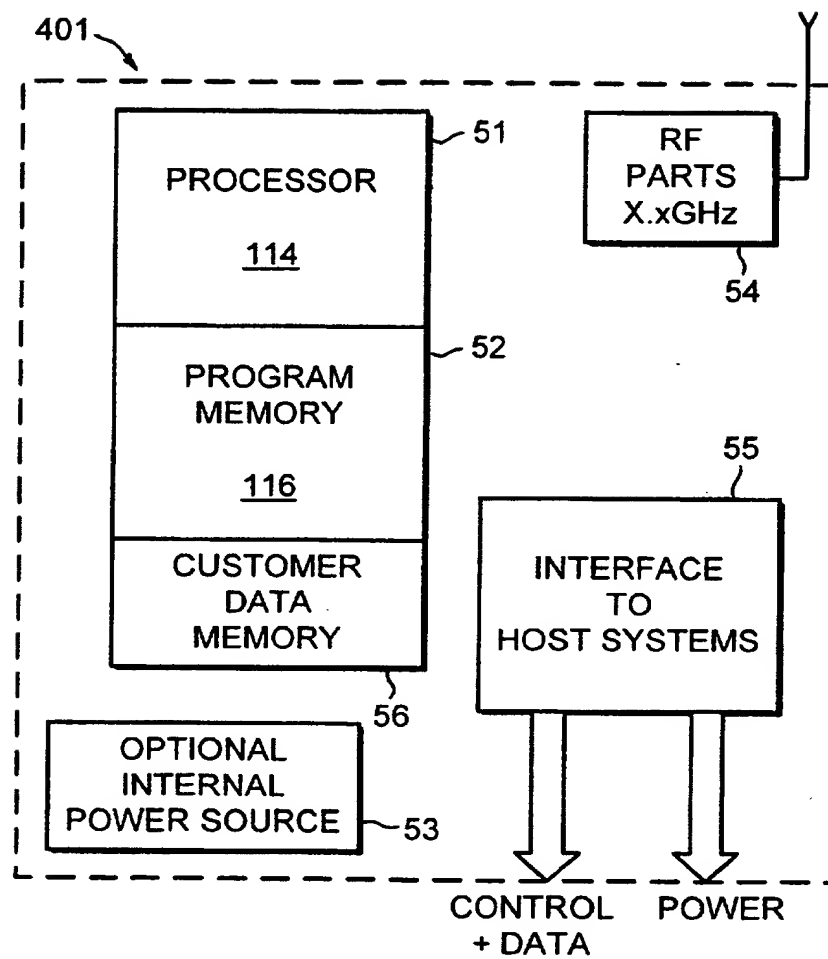 401
PROCESSOR
114
51
PROGRAM
MEMORY
116
52
CUSTOMER
DATA
MEMORY
56
OPTIONAL
INTERNAL
POWER SOURCE
53
RF
PARTS
X.xGHz
54
55
INTERFACE
TO
HOST SYSTEMS
CONTROL
+ DATA
POWER